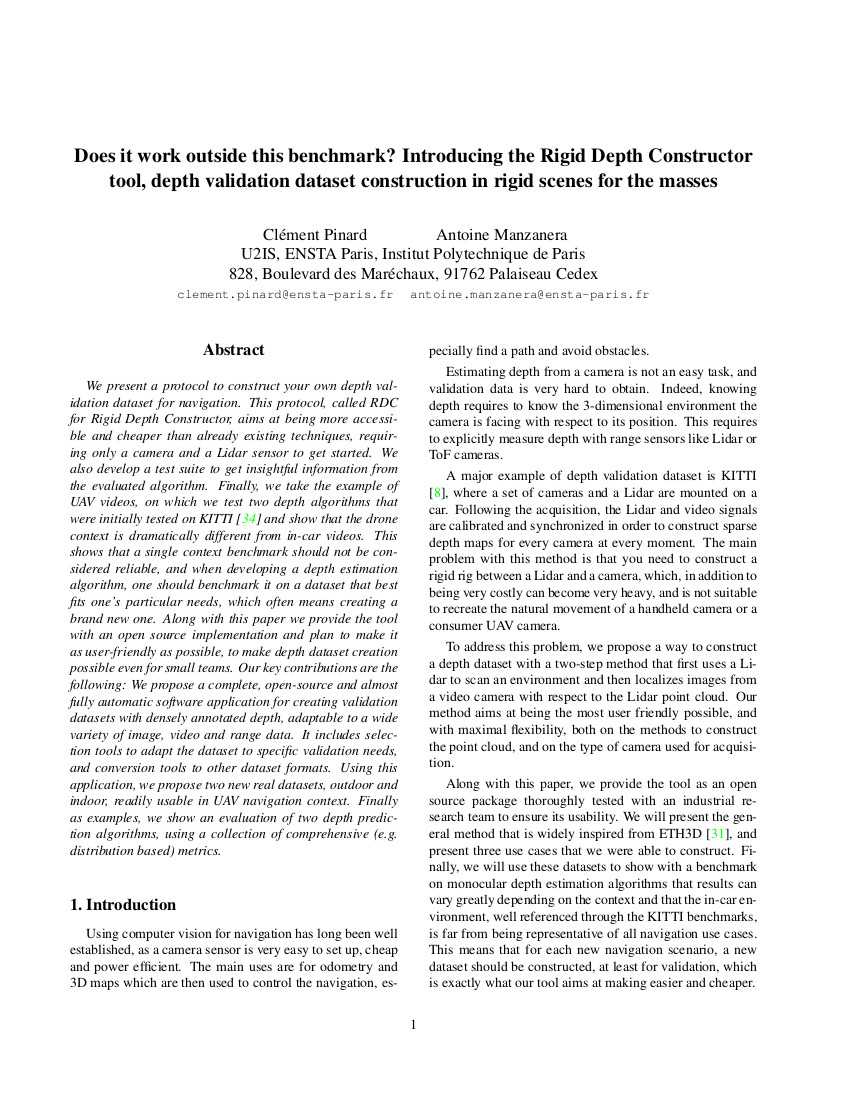 Does it work outside this benchmark? Introducing the Rigid Depth Constructor
tool, depth validation dataset construction in rigid scenes for the masses
Clément Pinard Antoine Manzanera
U2IS, ENSTA Paris, Institut Polytechnique de Paris
828, Boulevard des Maréchaux, 91762 Palaiseau Cedex
clement.pinard@ensta-paris.fr antoine.manzanera@ensta-paris.fr
Abstract
We present a protocol to construct your own depth val-
idation dataset for navigation. This protocol, called RDC
for Rigid Depth Constructor, aims at being more accessi-
ble and cheaper than already existing techniques, requir-
ing only a camera and a Lidar sensor to get started. We
also develop a test suite to get insightful information from
the evaluated algorithm. Finally, we take the example of
UAV videos, on which we test two depth algorithms that
were initially tested on KITTI [34] and show that the drone
context is dramatically different from in-car videos. This
shows that a single context benchmark should not be con-
sidered reliable, and when developing a depth estimation
algorithm, one should benchmark it on a dataset that best
fits one's particular needs, which often means creating a
brand new one. Along with this paper we provide the tool
with an open source implementation and plan to make it
as user-friendly as possible, to make depth dataset creation
possible even for small teams. Our key contributions are the
following: We propose a complete, open-source and almost
fully automatic software application for creating validation
datasets with densely annotated depth, adaptable to a wide
variety of image, video and range data. It includes selec-
tion tools to adapt the dataset to specific validation needs,
and conversion tools to other dataset formats. Using this
application, we propose two new real datasets, outdoor and
indoor, readily usable in UAV navigation context. Finally
as examples, we show an evaluation of two depth predic-
tion algorithms, using a collection of comprehensive (e.g.
distribution based) metrics.
1. Introduction
Using computer vision for navigation has long been well
established, as a camera sensor is very easy to set up, cheap
and power efficient. The main uses are for odometry and
3D maps which are then used to control the navigation, es-
pecially find a path and avoid obstacles.
Estimating depth from a camera is not an easy task, and
validation data is very hard to obtain. Indeed, knowing
depth requires to know the 3-dimensional environment the
camera is facing with respect to its position. This requires
to explicitly measure depth with range sensors like Lidar or
ToF cameras.
A major example of depth validation dataset is KITTI
[8], where a set of cameras and a Lidar are mounted on a
car. Following the acquisition, the Lidar and video signals
are calibrated and synchronized in order to construct sparse
depth maps for every camera at every moment. The main
problem with this method is that you need to construct a
rigid rig between a Lidar and a camera, which, in addition to
being very costly can become very heavy, and is not suitable
to recreate the natural movement of a handheld camera or a
consumer UAV camera.
To address this problem, we propose a way to construct
a depth dataset with a two-step method that first uses a Li-
dar to scan an environment and then localizes images from
a video camera with respect to the Lidar point cloud. Our
method aims at being the most user friendly possible, and
with maximal flexibility, both on the methods to construct
the point cloud, and on the type of camera used for acquisi-
tion.
Along with this paper, we provide the tool as an open
source package thoroughly tested with an industrial re-
search team to ensure its usability. We will present the gen-
eral method that is widely inspired from ETH3D [31], and
present three use cases that we were able to construct. Fi-
nally, we will use these datasets to show with a benchmark
on monocular depth estimation algorithms that results can
vary greatly depending on the context and that the in-car en-
vironment, well referenced through the KITTI benchmarks,
is far from being representative of all navigation use cases.
This means that for each new navigation scenario, a new
dataset should be constructed, at least for validation, which
is exactly what our tool aims at making easier and cheaper.
1